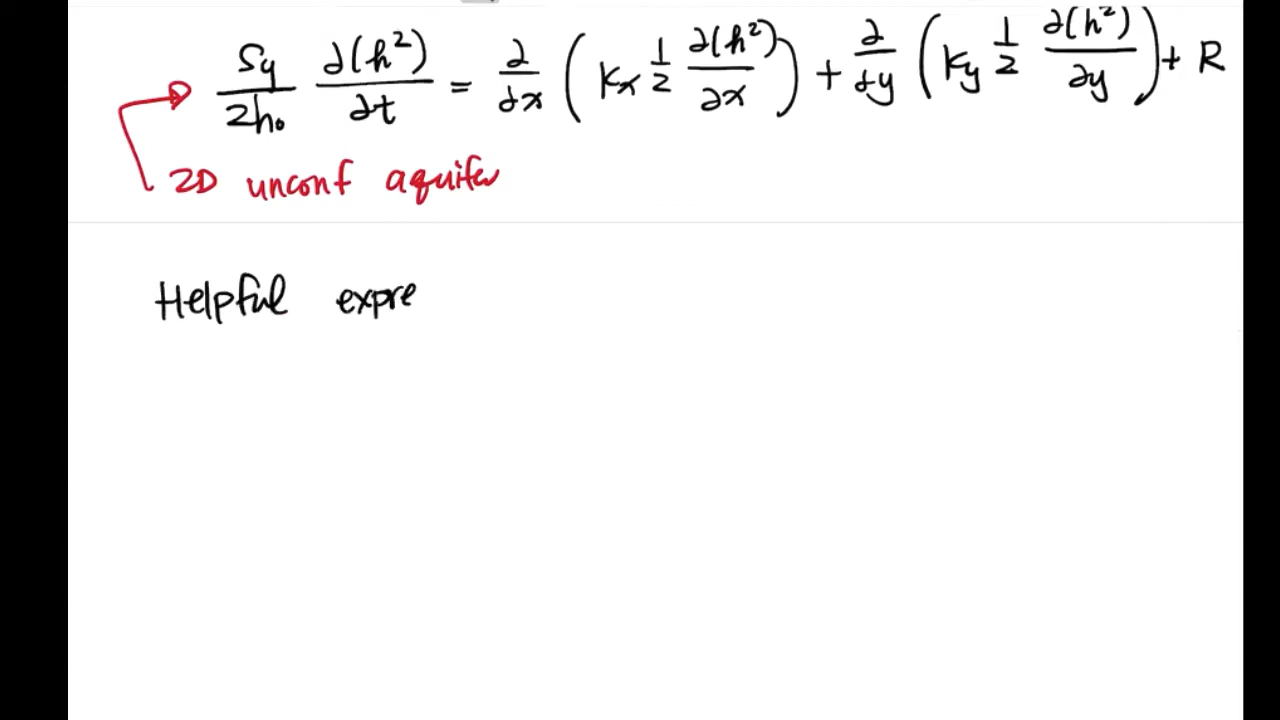 Sy/2h₀ ∂(h²)/∂t = ∂/∂x (Kx 1/2 ∂(h²)/∂x) + ∂/∂y (Ky 1/2 ∂(h²)/∂y) + R
2D unconf aquifer
Helpful expre